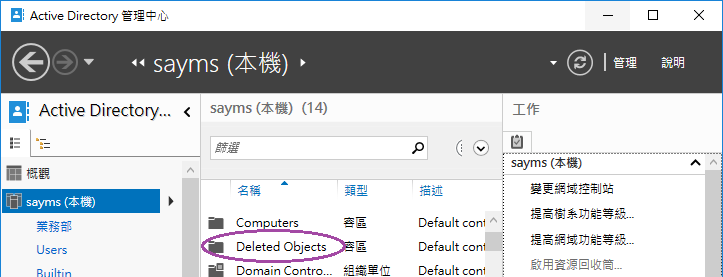 Active Directory 管理中心
sayms (本機)
管理
說明
Active Directory...
概觀
sayms (本機)
業務部
Users
Builtin
sayms (本機) (14)
篩選
名稱 類型 描述
Computers 容區 Default cont
Deleted Objects 容區 Default cont
Domain Contro... 組織單位 Default cont
工作
sayms (本機)
變更網域控制站
提高樹系功能等級...
提高網域功能等級...
啟用資源回收筒...